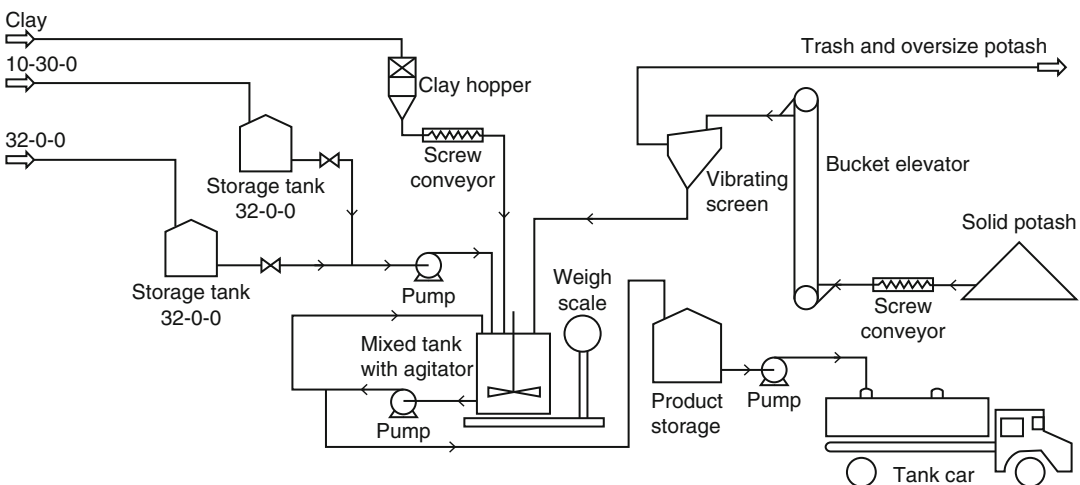 Clay
10-30-0
32-0-0
Clay hopper
Trash and oversize potash
Screw
conveyor
Storage tank
32-0-0
Vibrating
screen
Bucket elevator
Solid potash
Storage tank
32-0-0
Pump
Weigh
scale
Screw
conveyor
Mixed tank
with agitator
Pump
Product
storage
Pump
Tank car